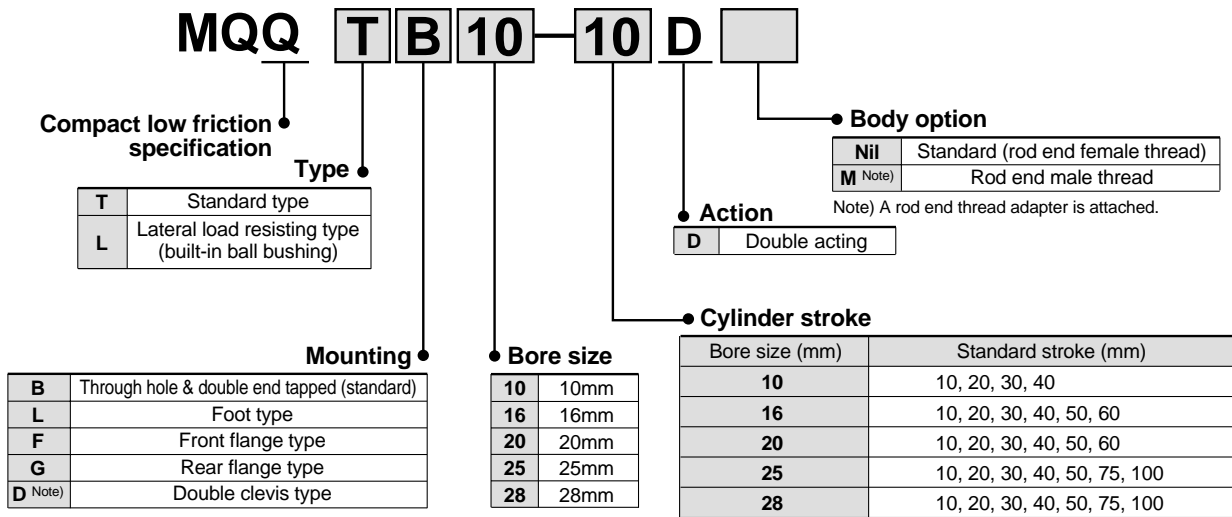 MQQ T B 10 — 10 D
Compact low friction
specification
Type
T Standard type
L Lateral load resisting type
(built-in ball bushing)
Body option
Nil Standard (rod end female thread)
M Note) Rod end male thread
Note) A rod end thread adapter is attached.
Action
D Double acting
Mounting
B Through hole & double end tapped (standard)
L Foot type
F Front flange type
G Rear flange type
D Note) Double clevis type
Bore size
10 10mm
16 16mm
20 20mm
25 25mm
28 28mm
Cylinder stroke
Bore size (mm) Standard stroke (mm)
10 10, 20, 30, 40
16 10, 20, 30, 40, 50, 60
20 10, 20, 30, 40, 50, 60
25 10, 20, 30, 40, 50, 75, 100
28 10, 20, 30, 40, 50, 75, 100